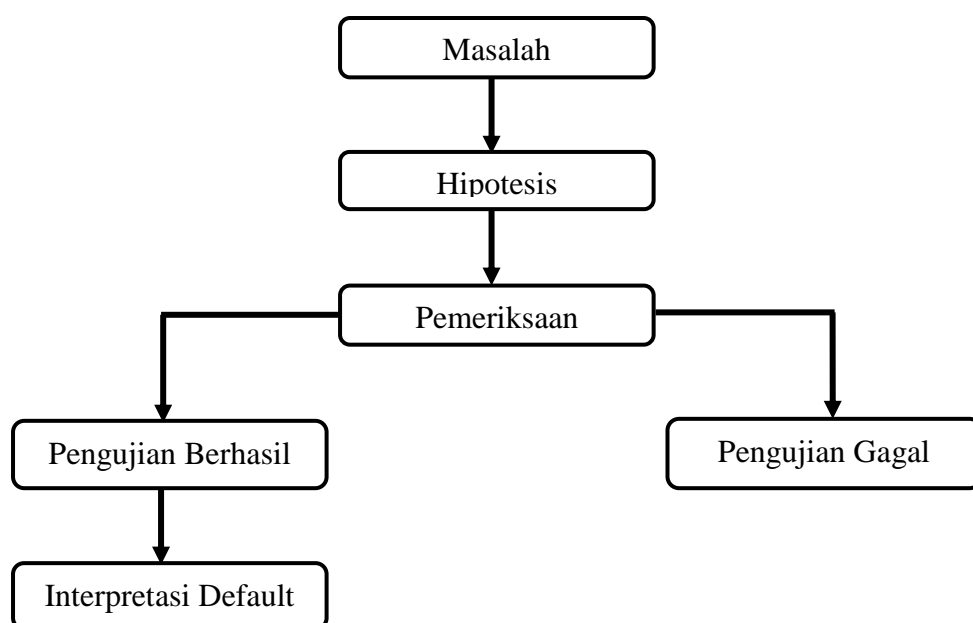 Masalah
Hipotesis
Pemeriksaan
Pengujian Berhasil
Pengujian Gagal
Interpretasi Default